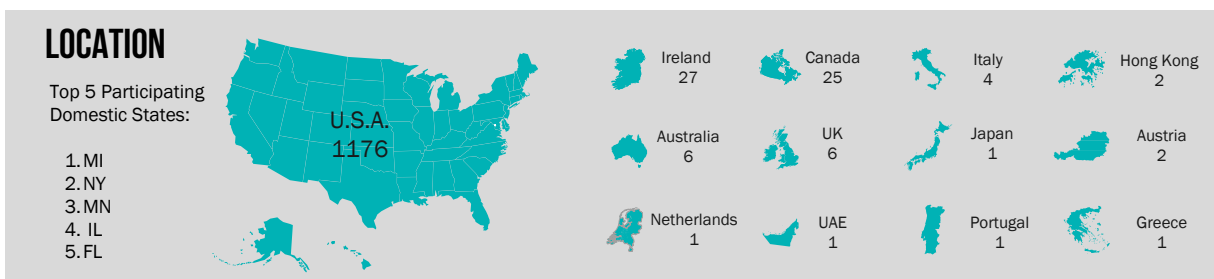 LOCATION
Top 5 Participating
Domestic States:
1. MI
2. NY
3. MN
4. IL
5. FL
U.S.A.
1176
Ireland
27
Canada
25
Italy
4
Hong Kong
2
Australia
6
UK
6
Japan
1
Austria
2
Netherlands
1
UAE
1
Portugal
1
Greece
1